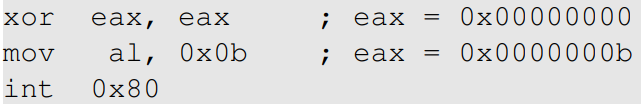 xor eax, eax ; eax = 0x00000000
mov al, 0x0b ; eax = 0x0000000b
int 0x80